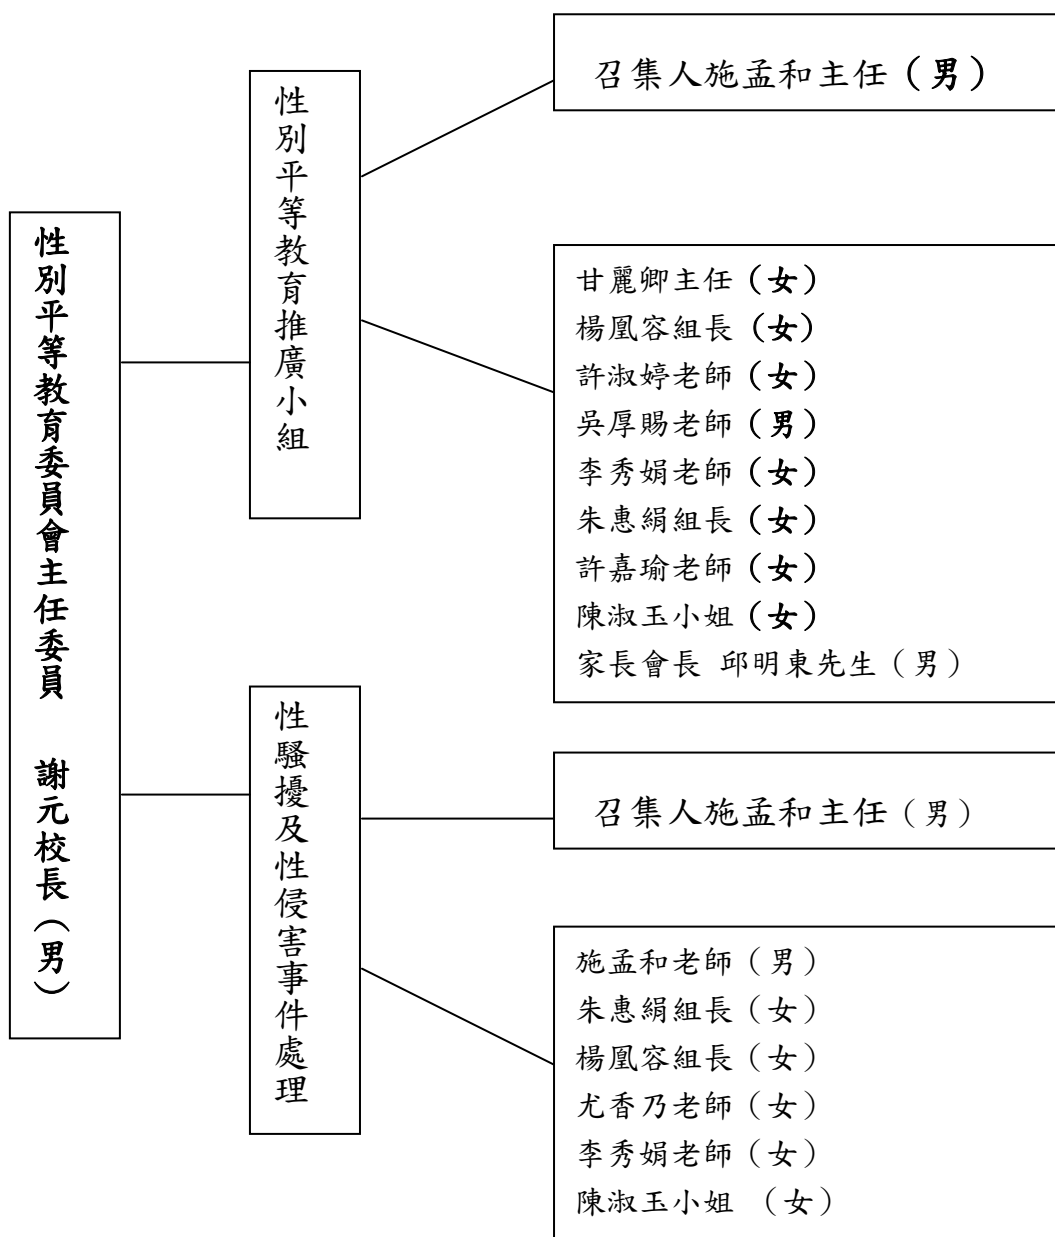 性別平等教育委員會主任委員 謝元校長（男）
性別平等教育推廣小組
召集人施孟和主任（男）
甘麗卿主任（女）
楊凰容組長（女）
許淑婷老師（女）
吳厚賜老師（男）
李秀娟老師（女）
朱惠絹組長（女）
許嘉瑜老師（女）
陳淑玉小姐（女）
家長會長 邱明東先生（男）
性騷擾及性侵害事件處理
召集人施孟和主任（男）
施孟和老師（男）
朱惠絹組長（女）
楊凰容組長（女）
尤香乃老師（女）
李秀娟老師（女）
陳淑玉小姐 （女）